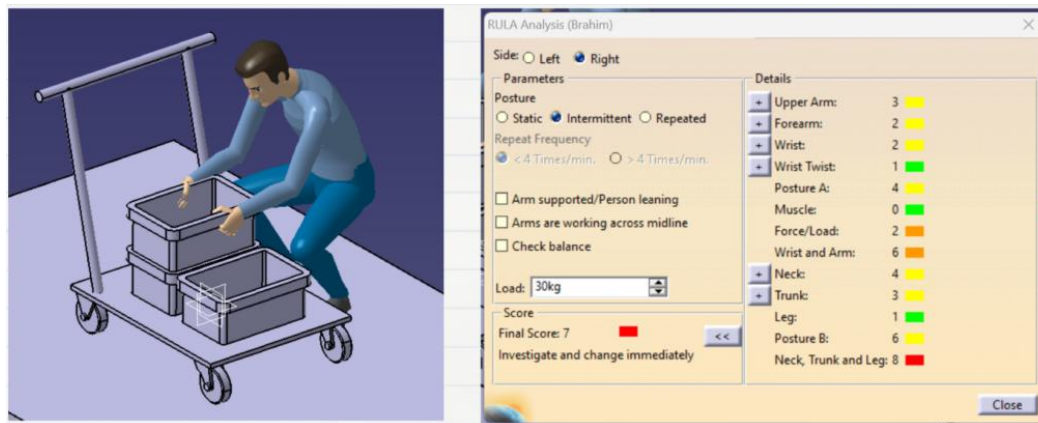 RULA Analysis (Brahim)
Side: Left Right
Parameters
Posture
Static Intermittent Repeated
Repeat Frequency
< 4 Times/min. > 4 Times/min.
Arm supported/Person leaning
Arms are working across midline
Check balance
Load: 30kg
Score
Final Score: 7
<<
Investigate and change immediately
Details
+ Upper Arm: 3
+ Forearm: 2
+ Wrist: 2
+ Wrist Twist: 1
Posture A: 4
Muscle: 0
Force/Load: 2
Wrist and Arm: 6
+ Neck: 4
+ Trunk: 3
Leg: 1
Posture B: 6
Neck, Trunk and Leg: 8
Close